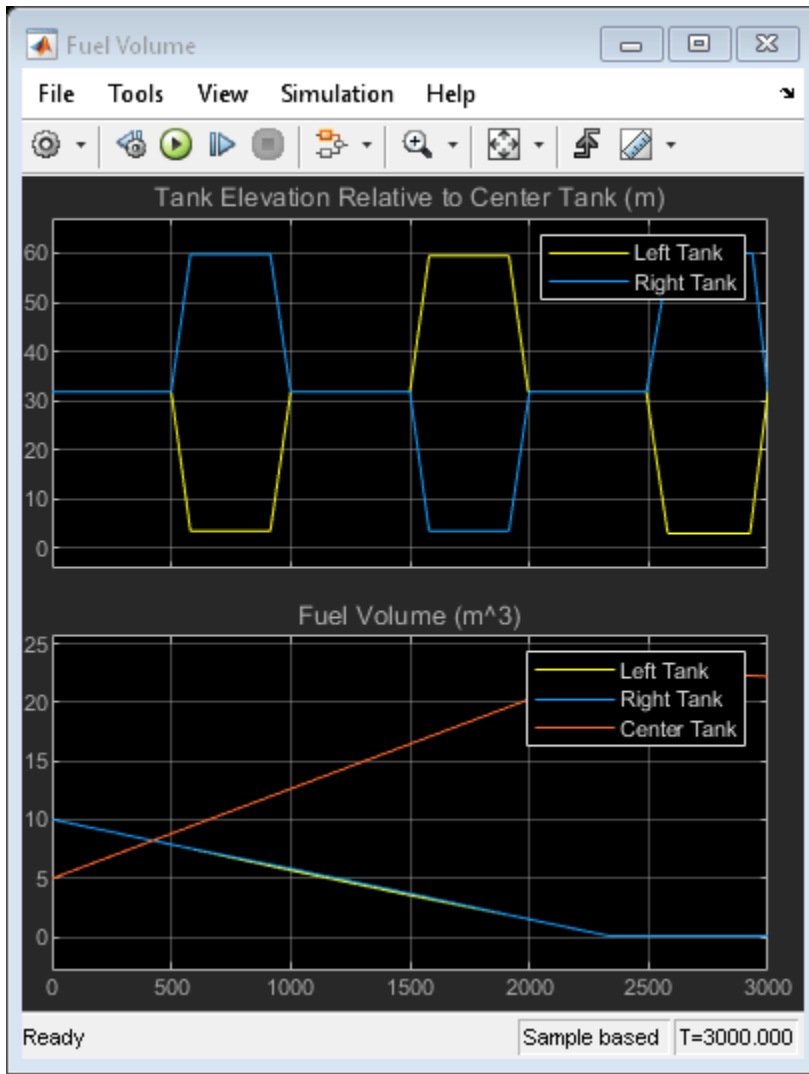 Fuel Volume
File Tools View Simulation Help
Tank Elevation Relative to Center Tank (m)
60
50
40
30
20
10
0
Left Tank
Right Tank
Fuel Volume (m^3)
25
20
15
10
5
0
Left Tank
Right Tank
Center Tank
0 500 1000 1500 2000 2500 3000
Ready Sample based T=3000.000